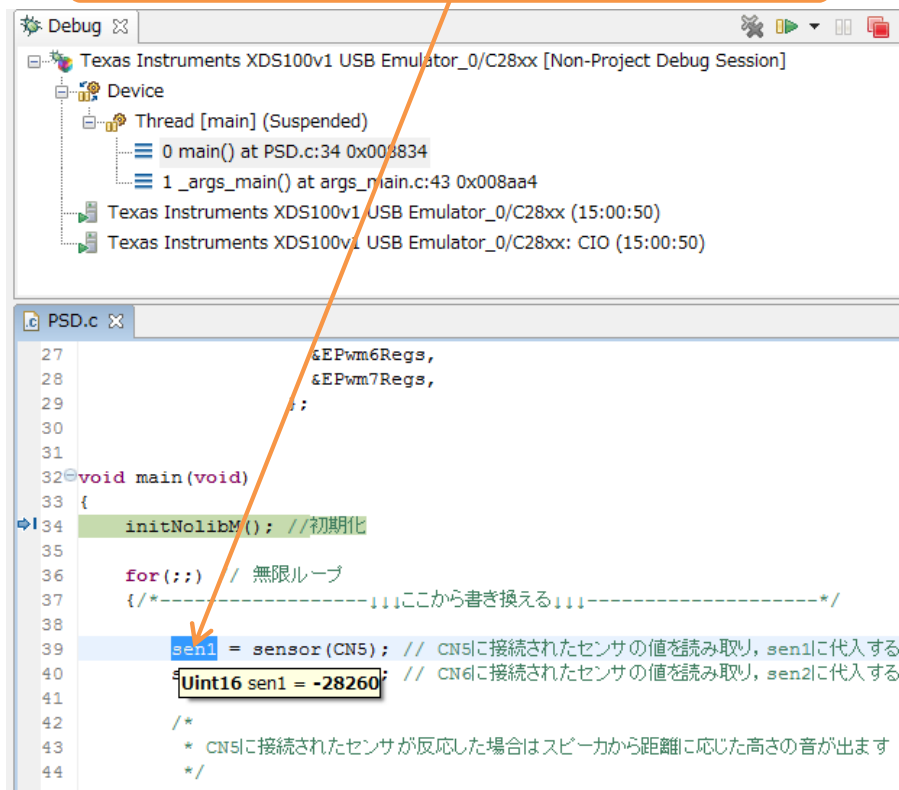 Debug
Texas Instruments XDS100v1 USB Emulator_0/C28xx [Non-Project Debug Session]
Device
Thread [main] (Suspended)
0 main() at PSD.c:34 0x008834
1 _args_main() at args_main.c:43 0x008aa4
Texas Instruments XDS100v1 USB Emulator_0/C28xx (15:00:50)
Texas Instruments XDS100v1 USB Emulator_0/C28xx: CIO (15:00:50)
PSD.c
27 &EPwm6Regs,
28 &EPwm7Regs,
29 };
30
31
32 void main(void)
33 {
34 initNolibM(); //初期化
35
36 for(;;) // 無限ループ
37 {/*------------------↓↓↓ここから書き換える↓↓↓--------------------*/
38
39 sen1 = sensor(CN5); // CN5に接続されたセンサの値を読み取り，sen1に代入する
40 s // CN6に接続されたセンサの値を読み取り，sen2に代入する
Uint16 sen1 = -28260
41
42 /*
43 * CN5に接続されたセンサが反応した場合はスピーカから距離に応じた高さの音が出ます
44 */